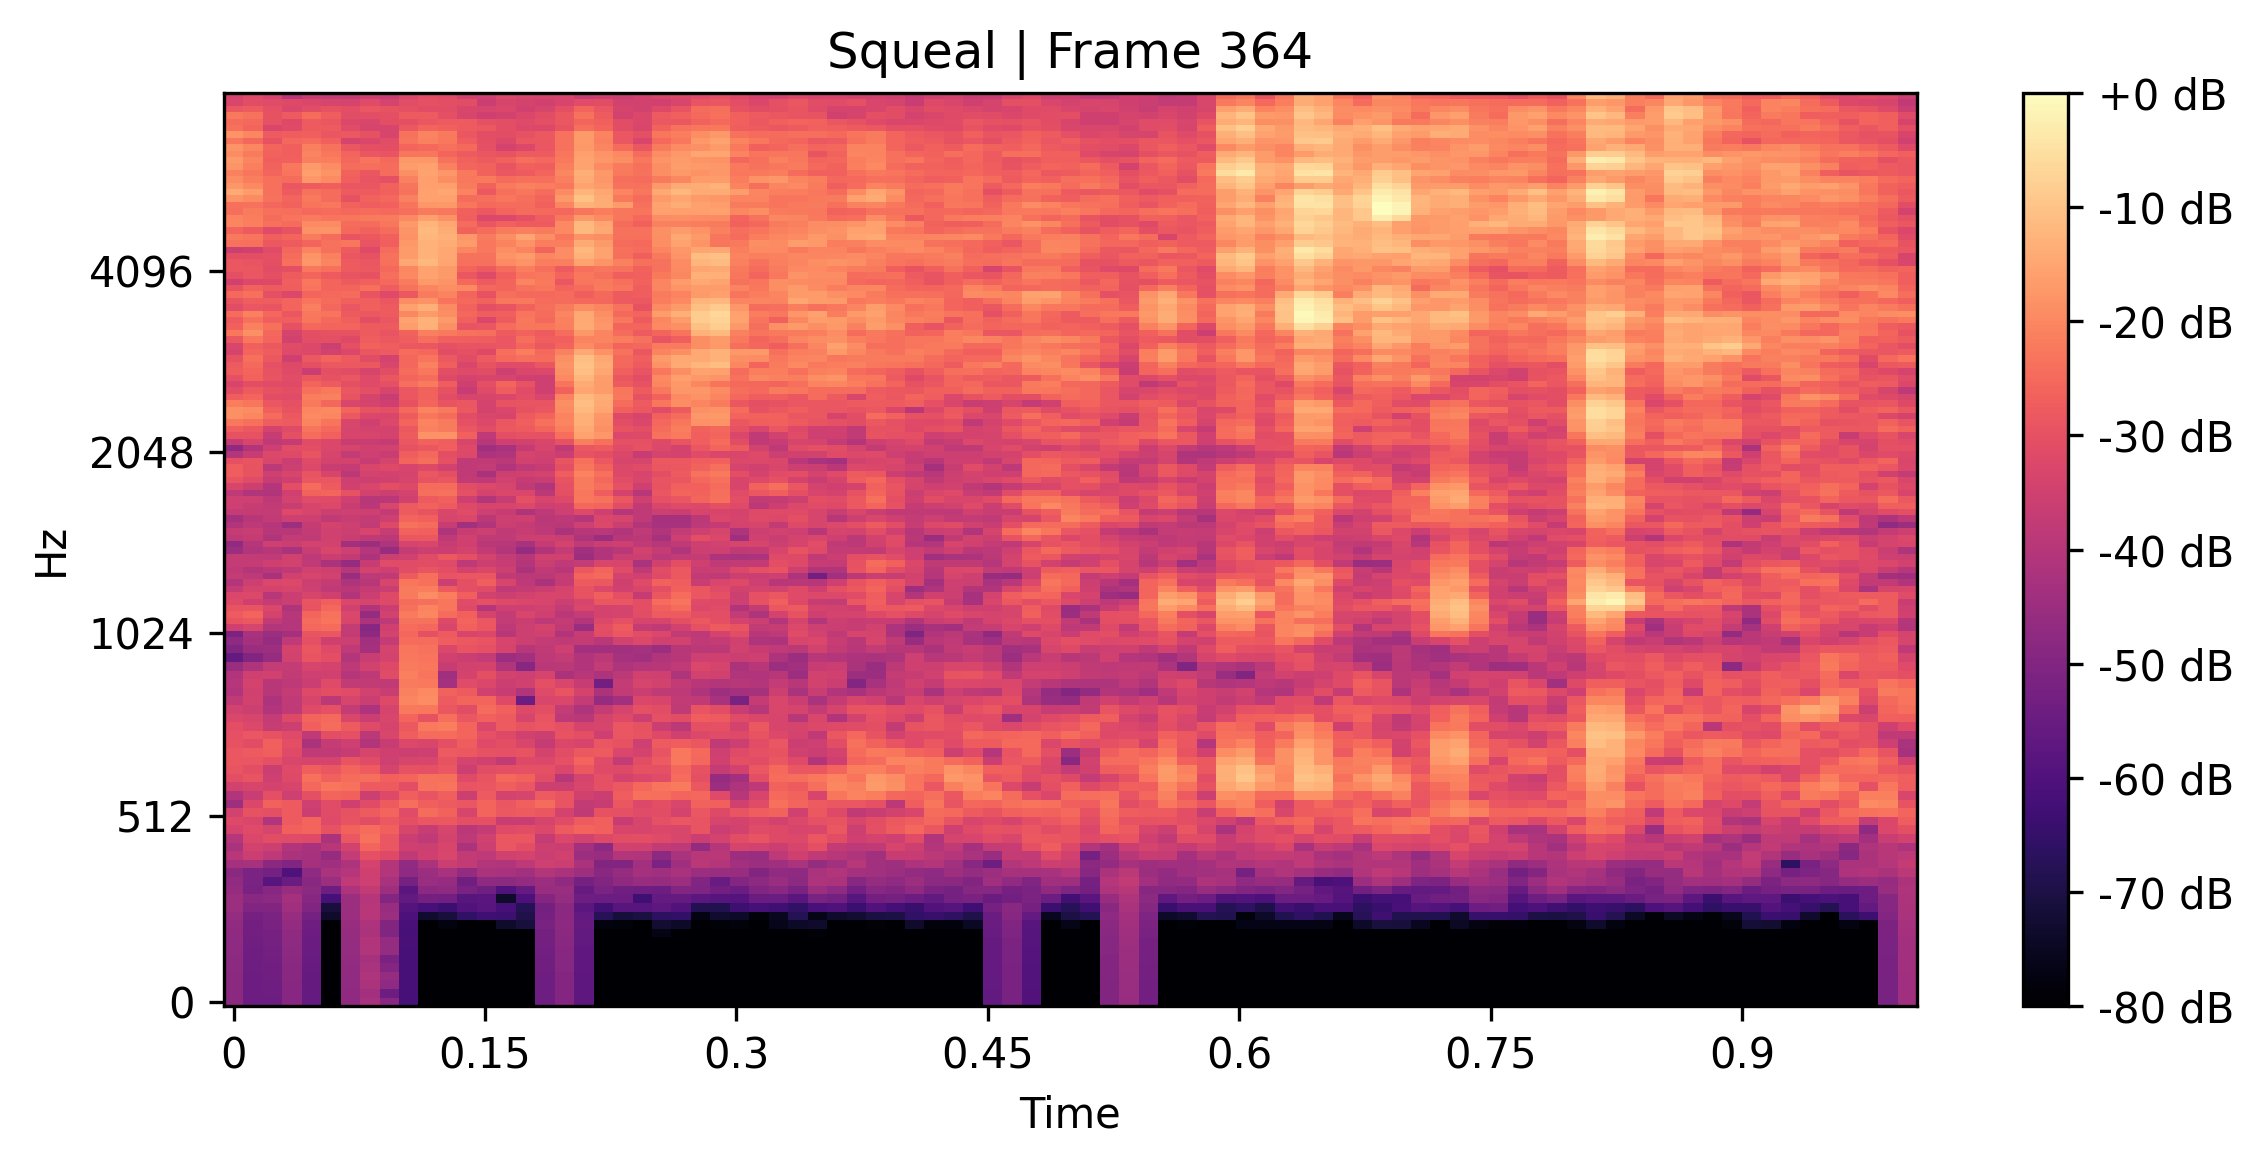 Squeal | Frame 364
Hz
4096
2048
1024
512
0
0 0.15 0.3 0.45 0.6 0.75 0.9
Time
+0 dB
-10 dB
-20 dB
-30 dB
-40 dB
-50 dB
-60 dB
-70 dB
-80 dB